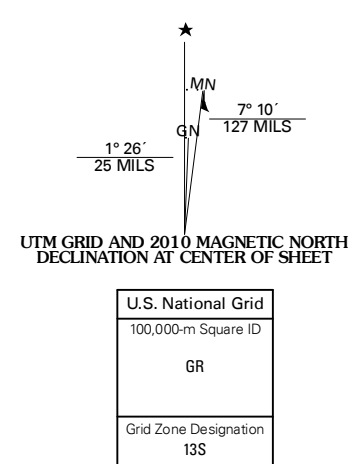 MN
7° 10´
127 MILS
GN
1° 26´
25 MILS
UTM GRID AND 2010 MAGNETIC NORTH
DECLINATION AT CENTER OF SHEET
U.S. National Grid
100,000-m Square ID
GR
Grid Zone Designation
13S